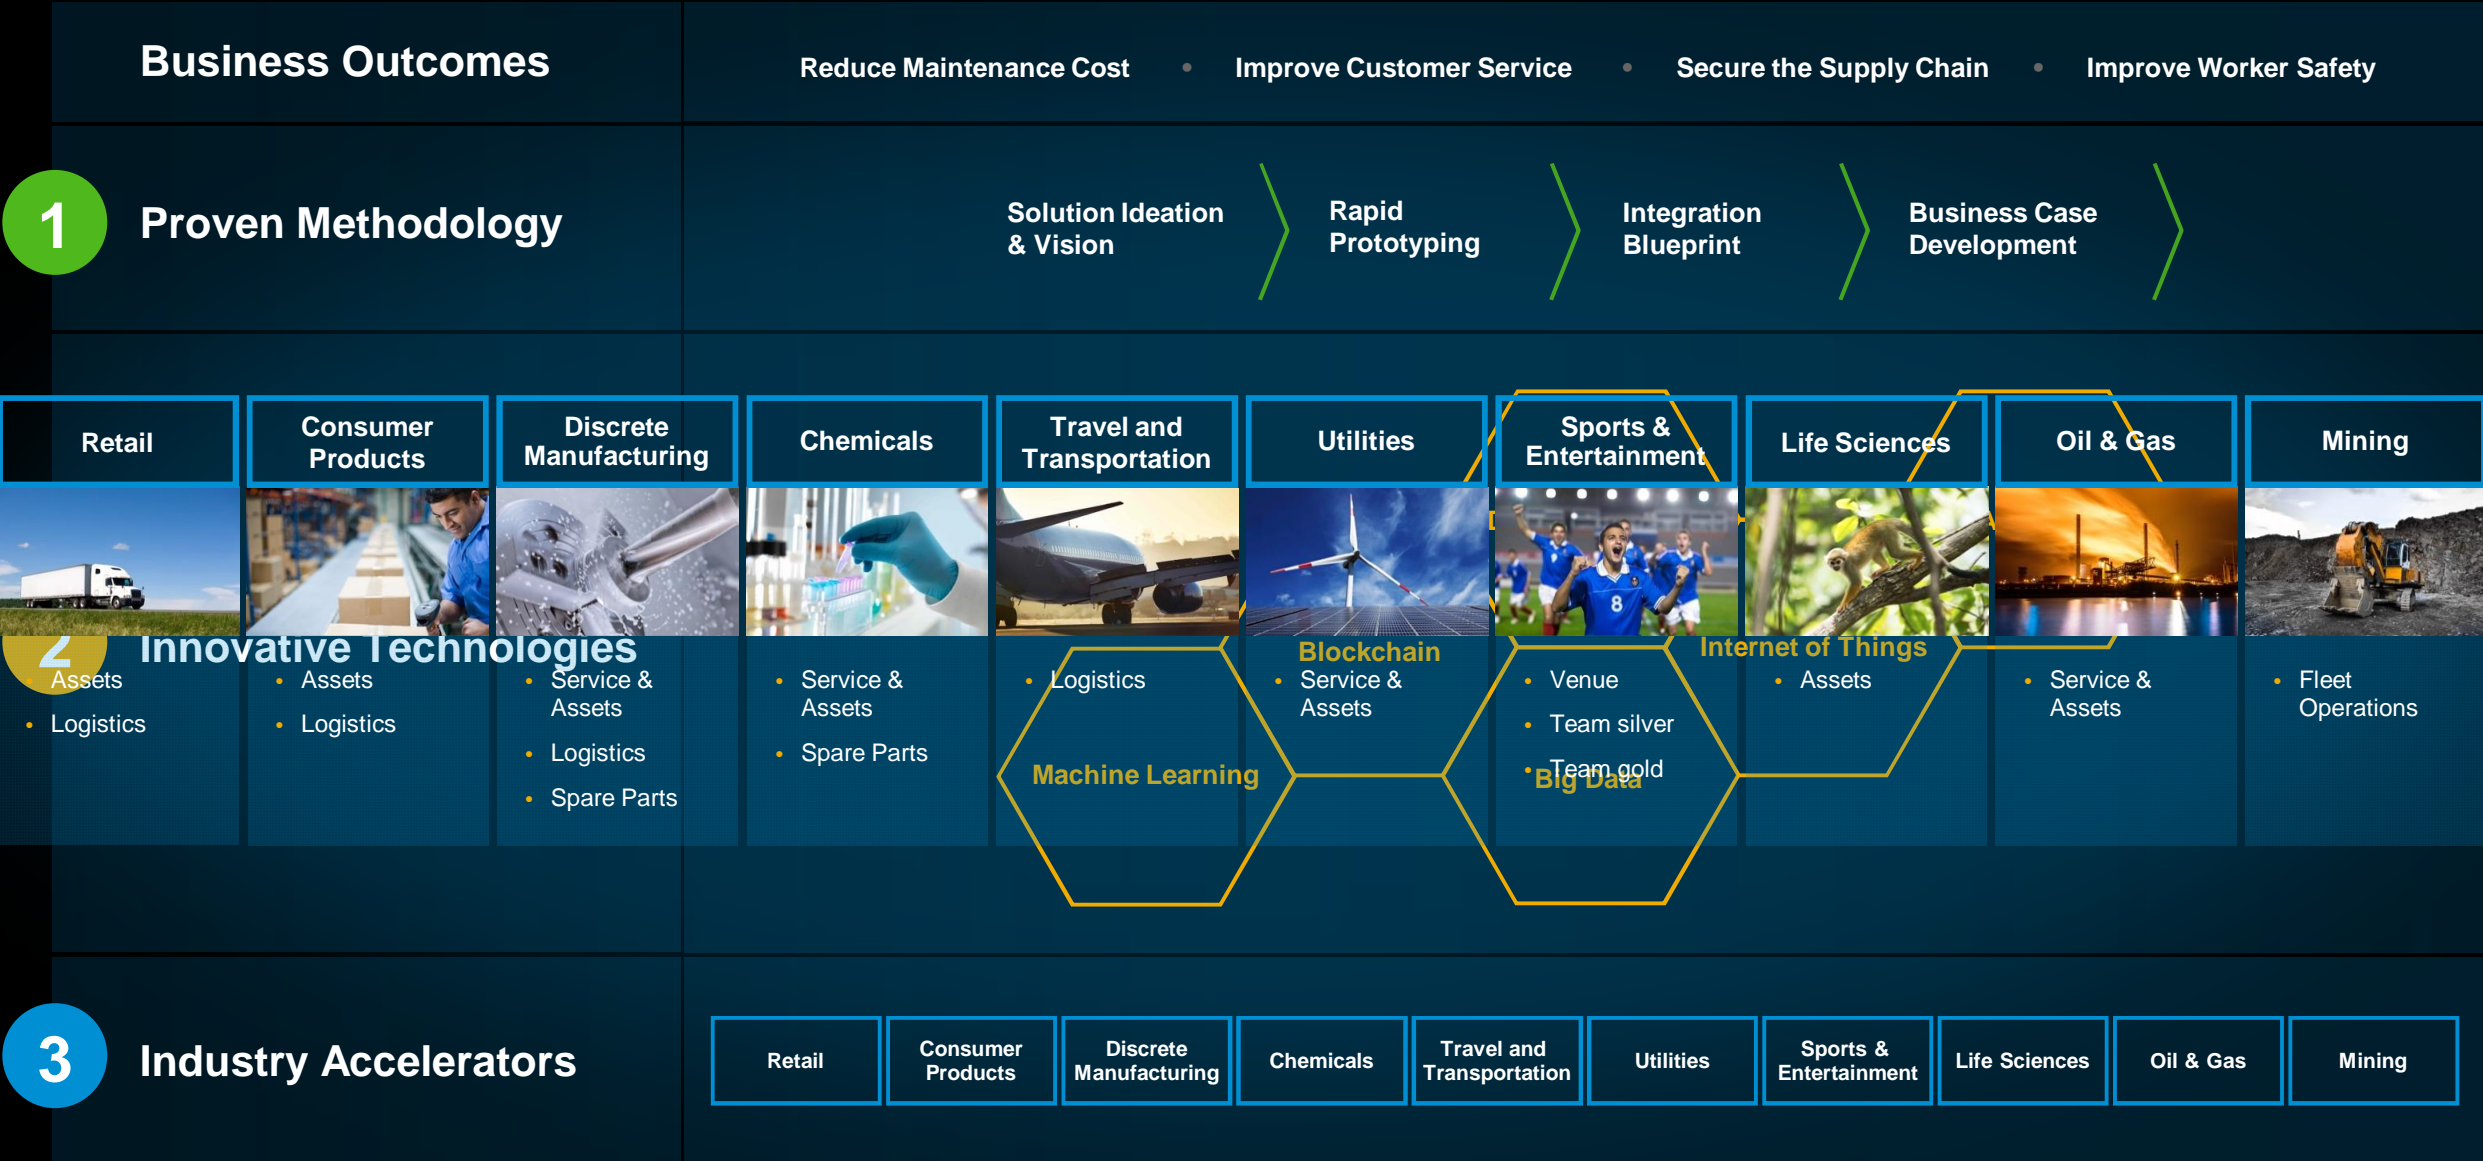 Business Outcomes
Reduce Maintenance Cost • Improve Customer Service • Secure the Supply Chain • Improve Worker Safety
1
Proven Methodology
Solution Ideation
& Vision
Rapid
Prototyping
Integration
Blueprint
Business Case
Development
Retail
Consumer
Products
Discrete
Manufacturing
Chemicals
Travel and
Transportation
Utilities
Sports &
Entertainment
Life Sciences
Oil & Gas
Mining
8
2
Innovative Technologies
Blockchain
Internet of Things
Machine Learning
Big Data
• Assets
• Logistics
• Assets
• Logistics
• Service &
Assets
• Logistics
• Spare Parts
• Service &
Assets
• Spare Parts
• Logistics
• Service &
Assets
• Venue
• Team silver
• Team gold
• Assets
• Service &
Assets
• Fleet
Operations
3
Industry Accelerators
Retail
Consumer
Products
Discrete
Manufacturing
Chemicals
Travel and
Transportation
Utilities
Sports &
Entertainment
Life Sciences
Oil & Gas
Mining